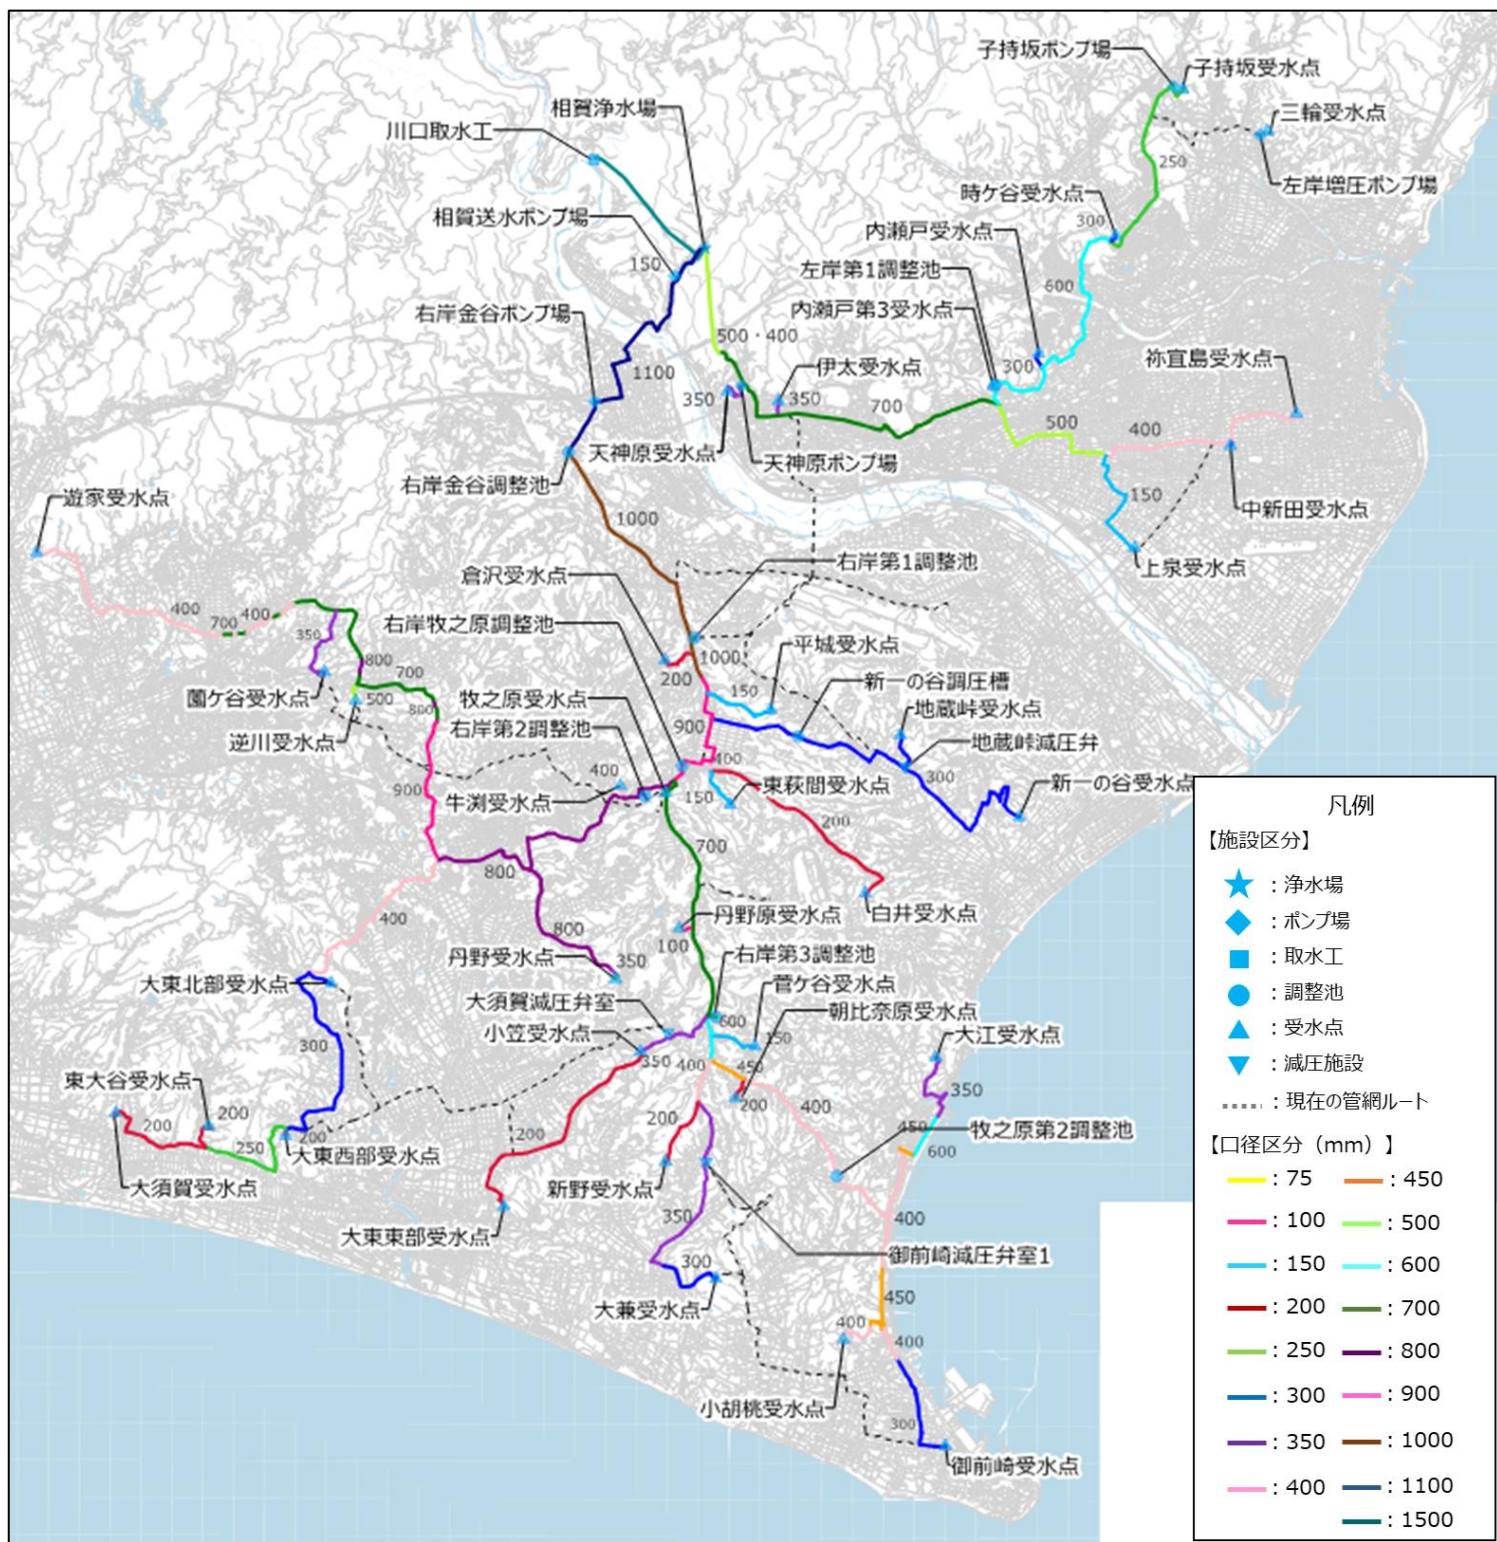 子持坂ポンプ場
子持坂受水点
相賀浄水場
三輪受水点
川口取水工
250
左岸増圧ポンプ場
時ケ谷受水点
相賀送水ポンプ場
300
内瀬戸受水点
150
左岸第1調整池
600
右岸金谷ポンプ場
内瀬戸第3受水点
500・400
伊太受水点
祢宜島受水点
1100
300
350
350
700
500
400
天神原受水点
天神原ポンプ場
右岸金谷調整池
遊家受水点
150
中新田受水点
1000
右岸第1調整池
上泉受水点
倉沢受水点
400
700
400
350
右岸牧之原調整池
平城受水点
800
700
1000
200
150
新一の谷調圧槽
薗ケ谷受水点
500
800
牧之原受水点
地蔵峠受水点
逆川受水点
右岸第2調整池
900
地蔵峠減圧弁
400
400
300
新一の谷受水点
900
牛渕受水点
150
東萩間受水点
200
700
800
白井受水点
400
丹野原受水点
800
100
丹野受水点
350
右岸第3調整池
大東北部受水点
菅ケ谷受水点
大須賀減圧弁室
朝比奈原受水点
600
小笠受水点
150
大江受水点
300
350
400
450
東大谷受水点
350
200
200
200
400
200
200
250
大東西部受水点
200
450
牧之原第2調整池
600
大須賀受水点
新野受水点
350
400
大東東部受水点
御前崎減圧弁室1
300
大兼受水点
450
400
400
小胡桃受水点
300
御前崎受水点
凡例
【施設区分】
：浄水場
：ポンプ場
：取水工
：調整池
：受水点
：減圧施設
：現在の管網ルート
【口径区分（mm）】
：75
：450
：100
：500
：150
：600
：200
：700
：250
：800
：300
：900
：350
：1000
：400
：1100
：1500